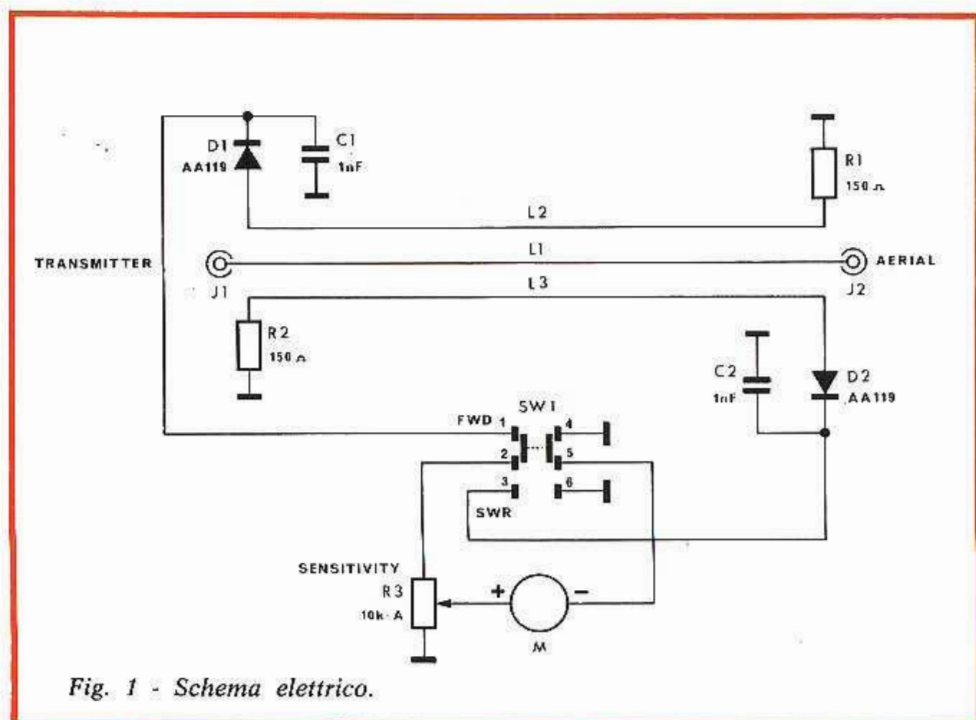 D1
AA119
C1
1nF
R1
150 Ω
L2
TRANSMITTER
L1
AERIAL
J1
L3
J2
R2
150 Ω
C2
1nF
D2
AA119
SW1
FWD 1 4
2 5
3 6
SWR
SENSITIVITY
R3
10k-A
+ −
M
Fig. 1 - Schema elettrico.